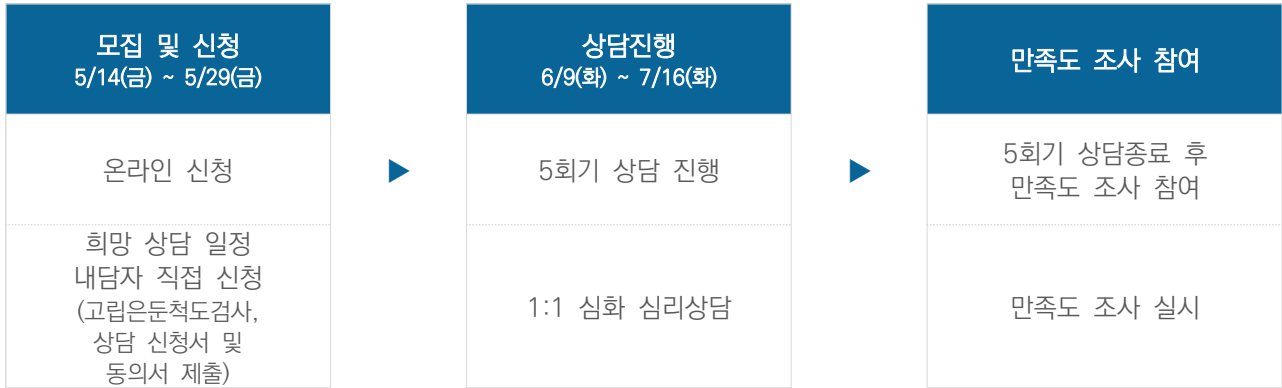 모집 및 신청
5/14(금) ~ 5/29(금)
온라인 신청
희망 상담 일정
내담자 직접 신청
(고립은둔척도검사,
상담 신청서 및
동의서 제출)
상담진행
6/9(화) ~ 7/16(화)
5회기 상담 진행
1:1 심화 심리상담
만족도 조사 참여
5회기 상담종료 후
만족도 조사 참여
만족도 조사 실시